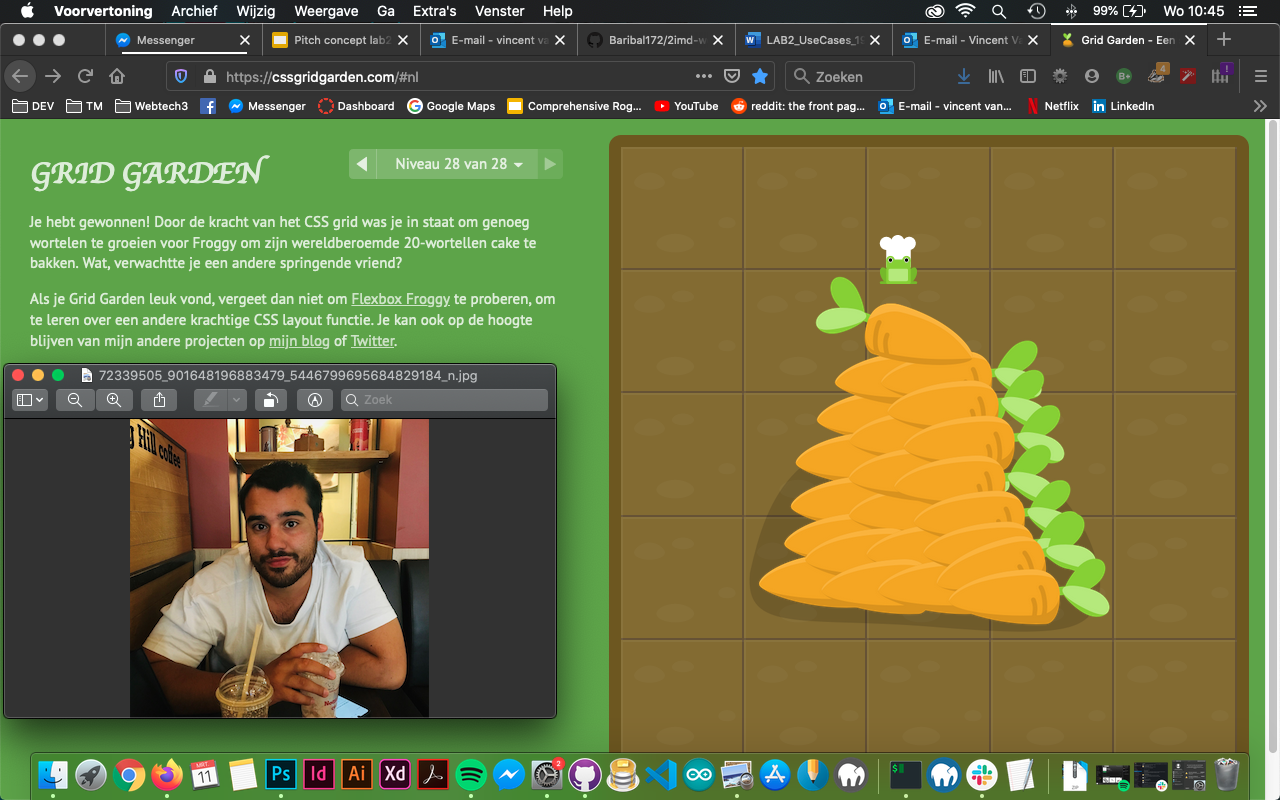 Voorvertoning Archief Wijzig Weergave Ga Extra's Venster Help 99% Wo 10:45
Messenger
Pitch concept lab2
E-mail - vincent va
Baribal172/2imd-w
LAB2_UseCases_19
E-mail - Vincent Va
Grid Garden - Een
https://cssgridgarden.com/#nl
Zoeken
4
B+
!
DEV TM Webtech3 Messenger Dashboard Google Maps Comprehensive Rog... YouTube reddit: the front pag... E-mail - vincent van... Netflix LinkedIn
GRID GARDEN
Niveau 28 van 28
Je hebt gewonnen! Door de kracht van het CSS grid was je in staat om genoeg
wortelen te groeien voor Froggy om zijn wereldberoemde 20-wortellen cake te
bakken. Wat, verwachtte je een andere springende vriend?
Als je Grid Garden leuk vond, vergeet dan niet om Flexbox Froggy te proberen, om
te leren over een andere krachtige CSS layout functie. Je kan ook op de hoogte
blijven van mijn andere projecten op mijn blog of Twitter.
72339505_901648196883479_5446799695684829184_n.jpg
Zoek
Hill coffee
MRT.
11
Ps
Id
Ai
Xd
2
$
ZIP